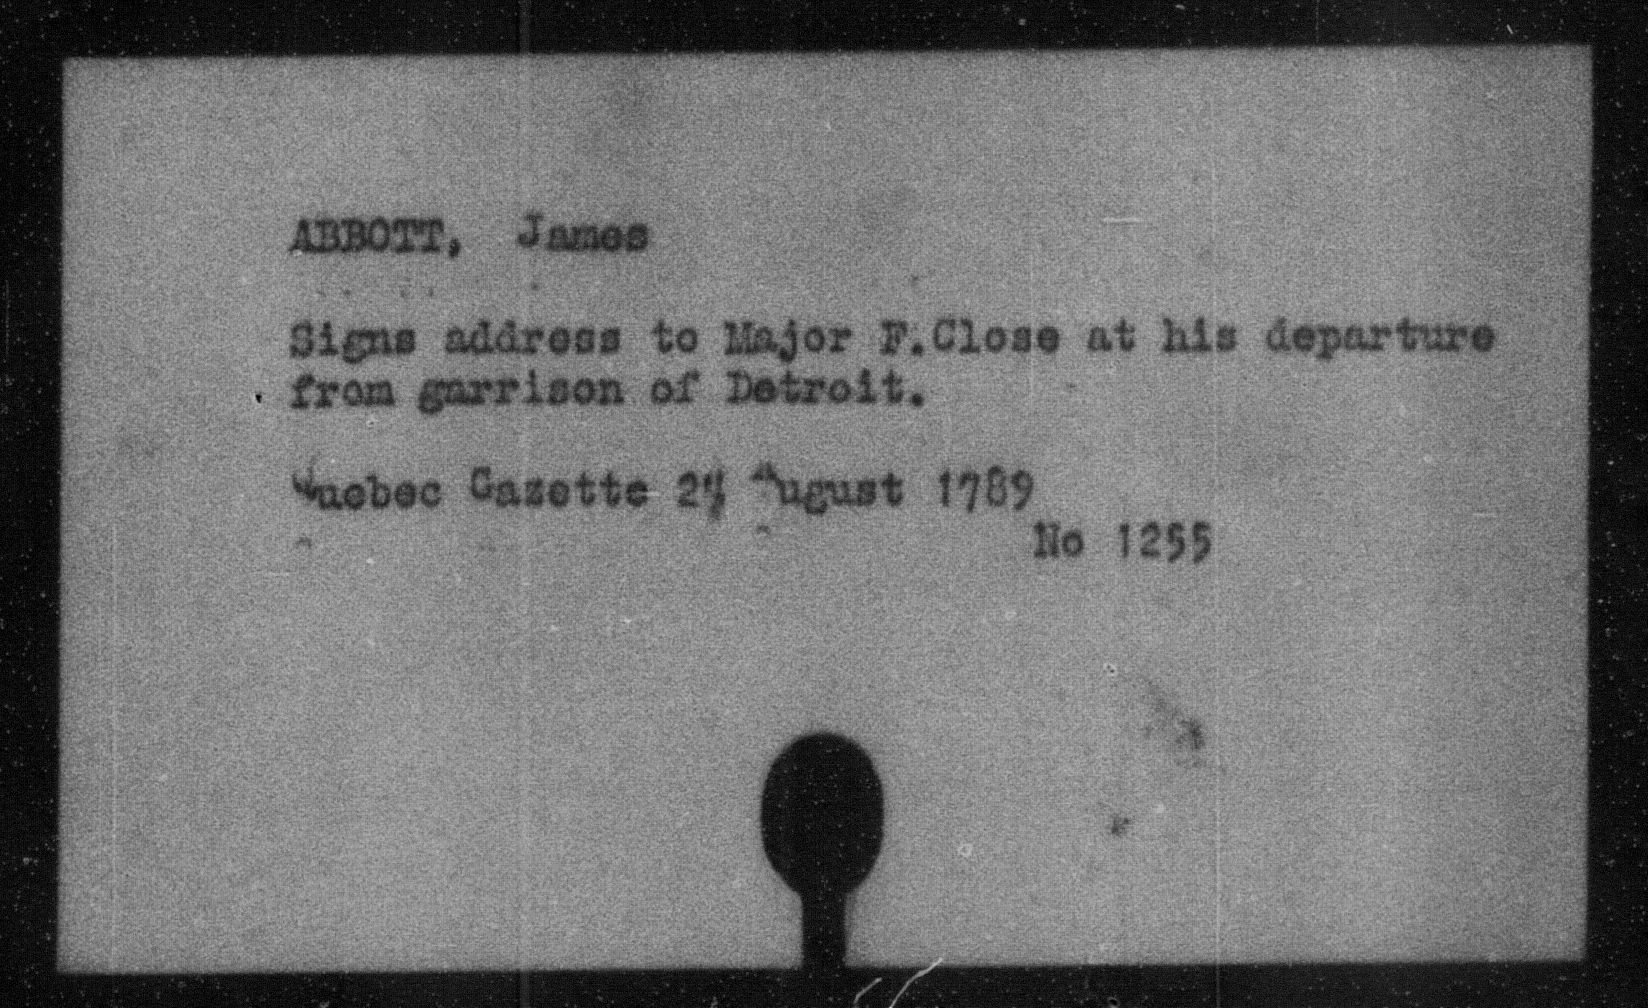 ABBOTT, James
Signs address to Major F.Close at his departure
from garrison of Detroit.
Quebec Gazette August 1789
No 1255